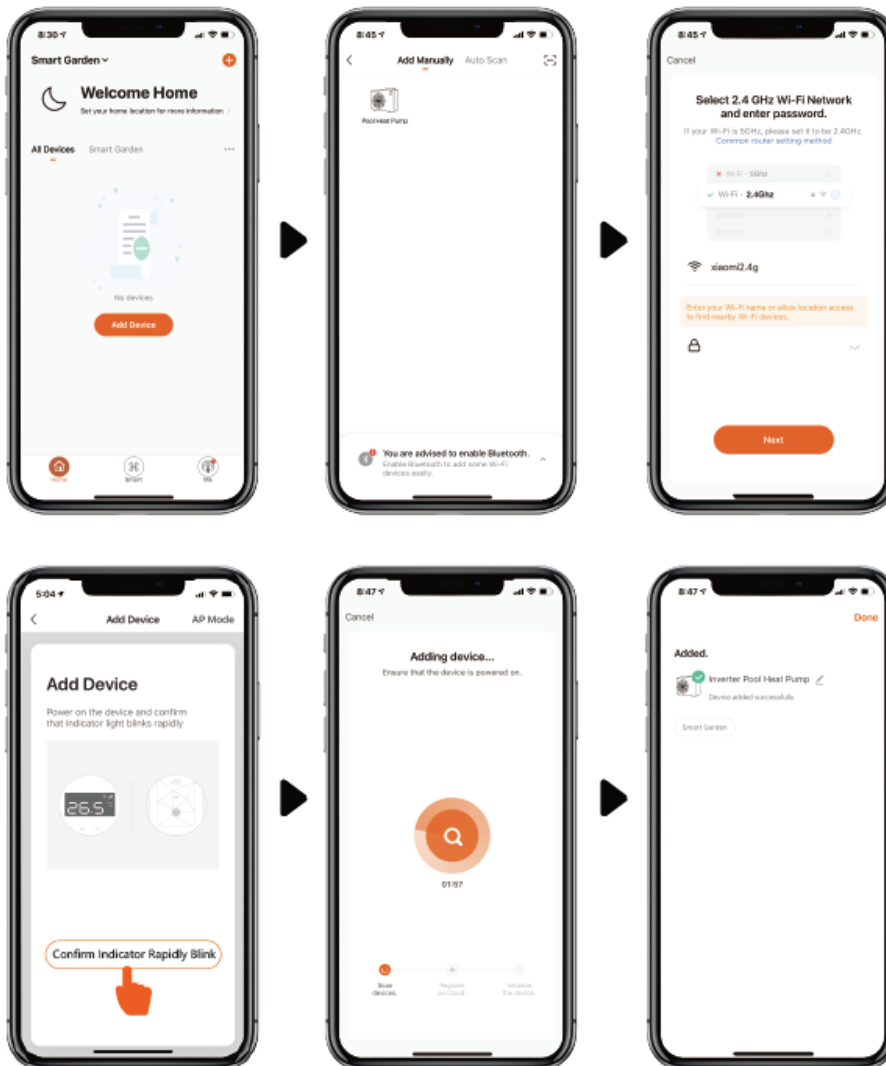 8:30
Smart Garden
Welcome Home
Set your home location for more information >
All Devices Smart Garden ...
No devices
Add Device
Home Smart Me
8:45
Add Manually Auto Scan
Pool Heat Pump
You are advised to enable Bluetooth.
Enable Bluetooth to add some Wi-Fi
devices easily.
8:45
Cancel
Select 2.4 GHz Wi-Fi Network
and enter password.
If your Wi-Fi is 5GHz, please set it to be 2.4GHz.
Common router setting method
Wi-Fi - 5Ghz
Wi-Fi - 2.4Ghz
xiaomi2.4g
Enter your Wi-Fi name or allow location access
to find nearby Wi-Fi devices.
Next
5:04
Add Device AP Mode
Add Device
Power on the device and confirm
that indicator light blinks rapidly
26.5
Confirm Indicator Rapidly Blink
8:47
Cancel
Adding device...
Ensure that the device is powered on.
01:57
Scan Register Initialize
devices. on Cloud. the device.
8:47
Done
Added.
Inverter Pool Heat Pump
Device added successfully
Smart Garden